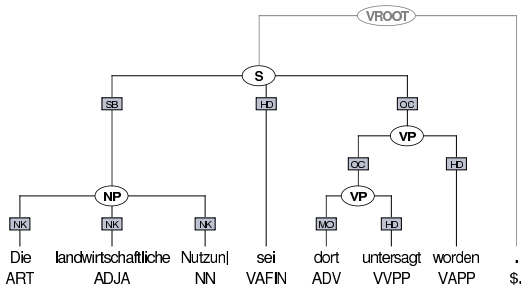 VROOT
S
SB HD OC
VP
OC HD
NP VP
NK NK NK MO HD
Die landwirtschaftliche Nutzun| sei dort untersagt worden .
ART ADJA NN VAFIN ADV VVPP VAPP $.